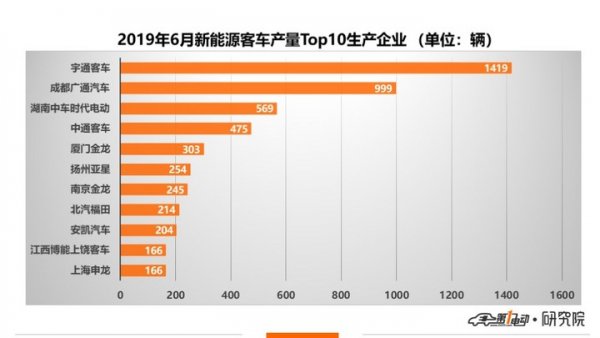 2019年6月新能源客车产量Top10生产企业 （单位：辆）
宇通客车 1419
成都广通汽车 999
湖南中车时代电动 569
中通客车 475
厦门金龙 303
扬州亚星 254
南京金龙 245
北汽福田 214
安凯汽车 204
江西博能上饶客车 166
上海申龙 166
0 200 400 600 800 1000 1200 1400 1600
第1电动·研究院